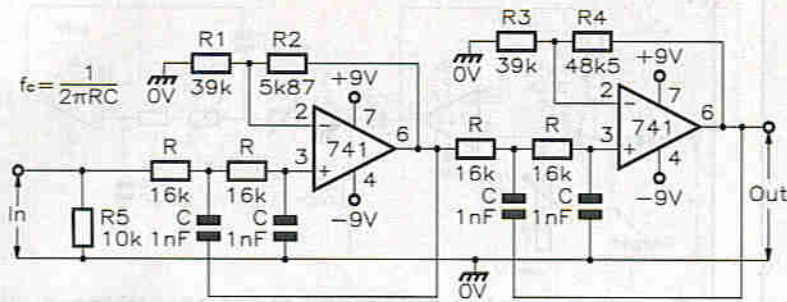 R1
39k
R2
5k87
0V
fc= 1
2πRC
+9V
7
2
−
741
3
+
6
4
−9V
R
16k
R
16k
In
R5
10k
C
1nF
C
1nF
R3
39k
R4
48k5
0V
+9V
7
2
−
741
3
+
6
4
−9V
R
16k
R
16k
C
1nF
C
1nF
Out
0V